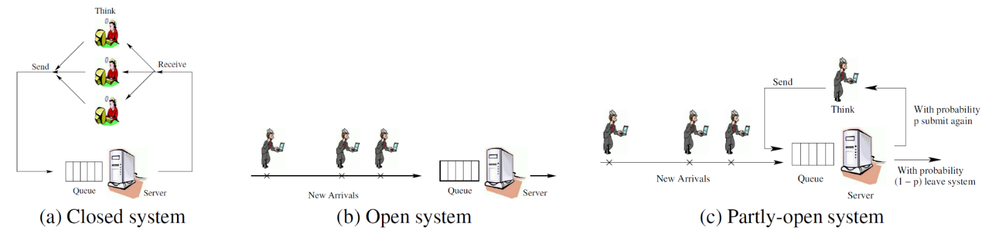 Think
Send
Receive
Queue
Server
(a) Closed system
New Arrivals
Queue
Server
(b) Open system
Send
Think
With probability
p submit again
New Arrivals
Queue
With probability
(1 – p) leave system
Server
(c) Partly-open system